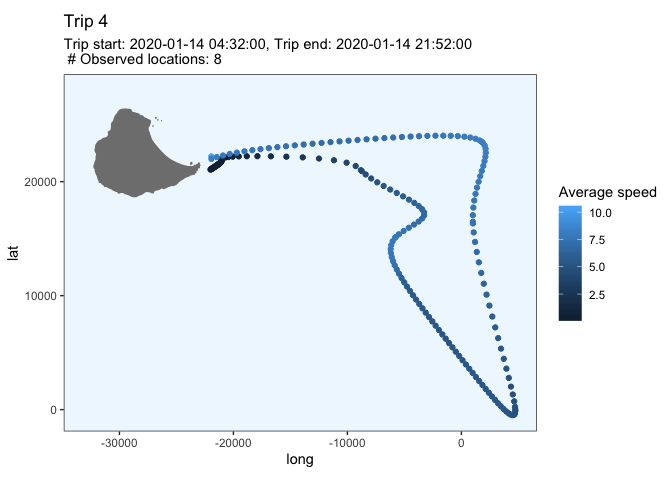 Trip 4
Trip start: 2020-01-14 04:32:00, Trip end: 2020-01-14 21:52:00
# Observed locations: 8
lat
20000
10000
0
-30000 -20000 -10000 0
long
Average speed
10.0
7.5
5.0
2.5